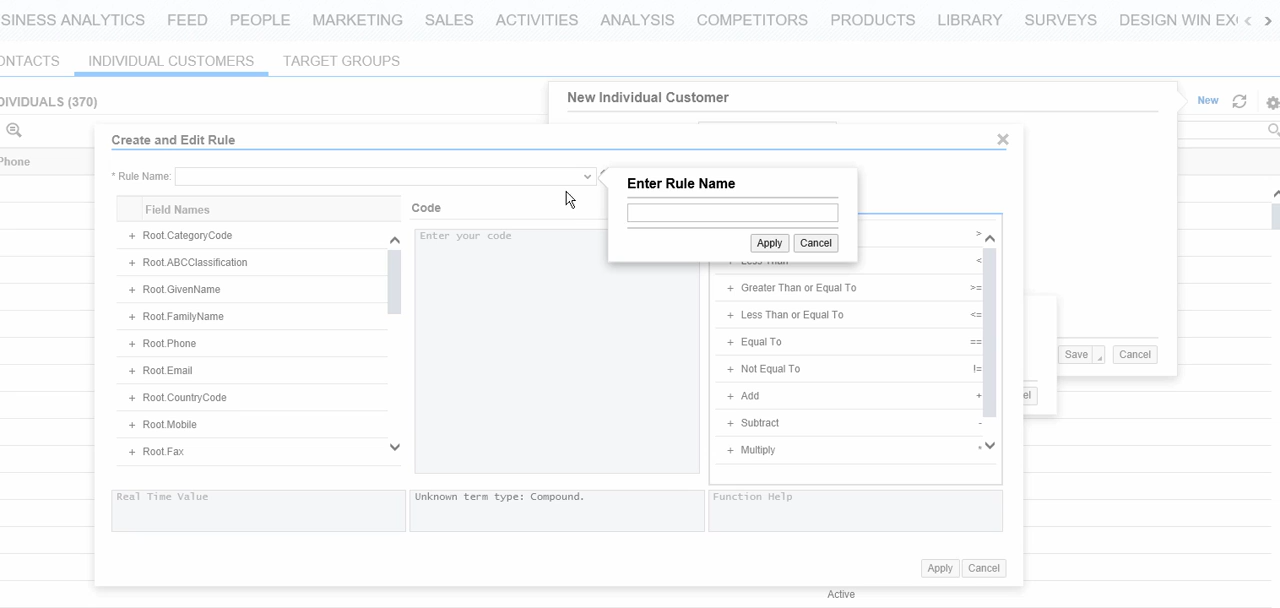 SINESS ANALYTICS FEED PEOPLE MARKETING SALES ACTIVITIES ANALYSIS COMPETITORS PRODUCTS LIBRARY SURVEYS DESIGN WIN EX
ONTACTS INDIVIDUAL CUSTOMERS TARGET GROUPS
DIVIDUALS (370)
New Individual Customer
New
Phone
Create and Edit Rule
* Rule Name:
Enter Rule Name
Apply Cancel
Field Names
Code
+ Root.CategoryCode
+ Root.ABCClassification
+ Root.GivenName
+ Root.FamilyName
+ Root.Phone
+ Root.Email
+ Root.CountryCode
+ Root.Mobile
+ Root.Fax
Enter your code
>
Less Than <
+ Greater Than or Equal To >=
+ Less Than or Equal To <=
+ Equal To ==
+ Not Equal To !=
+ Add +
+ Subtract -
+ Multiply *
Save Cancel
el
Real Time Value
Unknown term type: Compound.
Function Help
Apply Cancel
Active